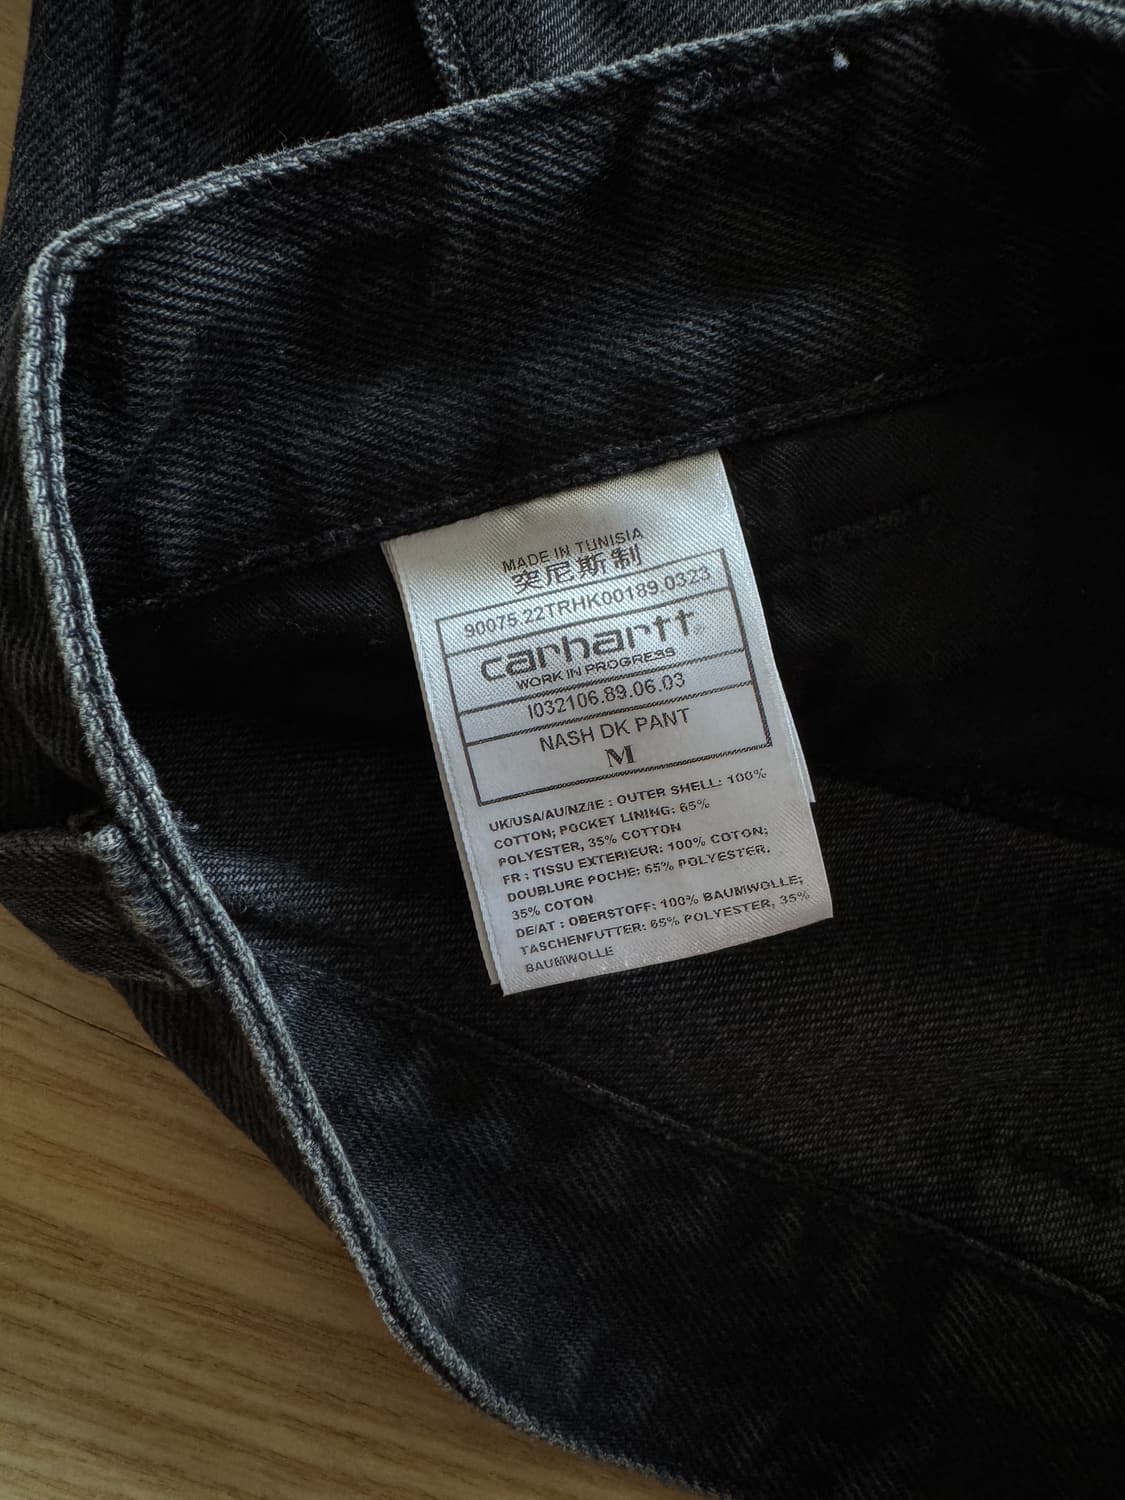 MADE IN TUNISIA
突尼斯制
90075.22TRHK00189.0323
carhartt
WORK IN PROGRESS
I032106.89.06.03
NASH DK PANT
M
UK/USA/AU/NZ/IE : OUTER SHELL: 100%
COTTON; POCKET LINING: 65%
POLYESTER, 35% COTTON
FR : TISSU EXTERIEUR: 100% COTON;
DOUBLURE POCHE: 65% POLYESTER,
35% COTON
DE/AT : OBERSTOFF: 100% BAUMWOLLE;
TASCHENFUTTER: 65% POLYESTER, 35%
BAUMWOLLE